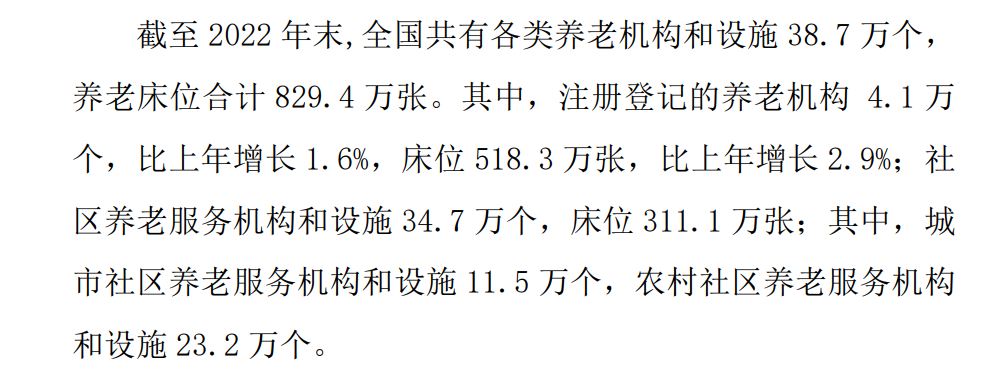 截至 2022 年末,全国共有各类养老机构和设施 38.7 万个，
养老床位合计 829.4 万张。其中，注册登记的养老机构 4.1 万
个，比上年增长 1.6%，床位 518.3 万张，比上年增长 2.9%；社
区养老服务机构和设施 34.7 万个，床位 311.1 万张；其中，城
市社区养老服务机构和设施 11.5 万个，农村社区养老服务机构
和设施 23.2 万个。